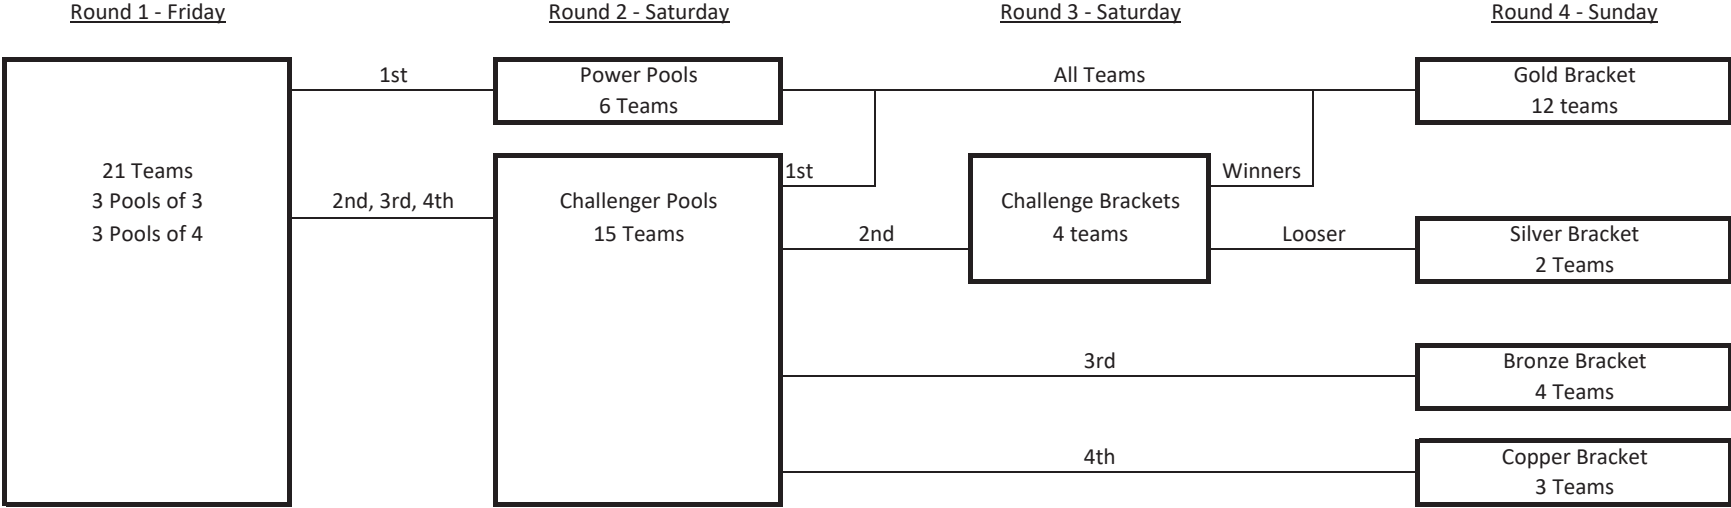 Round 1 - Friday
Round 2 - Saturday
Round 3 - Saturday
Round 4 - Sunday
1st
Power Pools
6 Teams
All Teams
Gold Bracket
12 teams
21 Teams
3 Pools of 3
3 Pools of 4
2nd, 3rd, 4th
Challenger Pools
15 Teams
1st
2nd
Challenge Brackets
4 teams
Winners
Looser
Silver Bracket
2 Teams
3rd
Bronze Bracket
4 Teams
4th
Copper Bracket
3 Teams